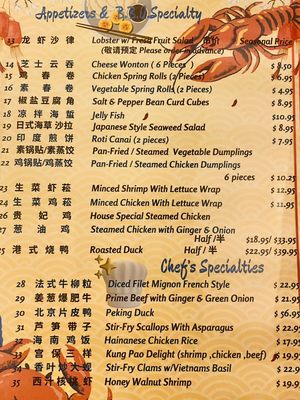 Appetizers & B.B.Q Specialty
13 龙虾沙律 Lobster w/ Fresh Fruit Salad 市价 Seasonal Price
(敬请预定 Please order in advance)
14 芝士云吞 Cheese Wonton ( 6 Pieces ) $ 8.50
15 鸡春卷 Chicken Spring Rolls (2 Pieces)
16 素春卷 Vegetable Spring Rolls (2 Pieces) $ 4.95
17 椒盐豆腐角 Salt & Pepper Bean Curd Cubes $ 8.95
18 凉拌海蜇 Jelly Fish $10.95
19 日式海草沙拉 Japanese Style Seaweed Salad $ 8.95
20 印度煎饼 Roti Canai (2 pieces) $ 7.95
21 素锅贴/素蒸饺 Pan-Fried / Steamed Vegetable Dumplings
22 鸡锅贴/鸡蒸饺 Pan-Fried / Steamed Chicken Dumplings
6 pieces $ 10.25
23 生菜虾菘 Minced Shrimp With Lettuce Wrap $ 12.95
24 生菜鸡菘 Minced Chicken With Lettuce Wrap $ 11.95
26 贵妃鸡 House Special Steamed Chicken
27 葱油鸡 Steamed Chicken with Ginger & Onion
Half / 半 $18.95/ $33.95
25 港式烧鸭 Roasted Duck Half / 半 $22.95/ $39.95
Chef's Specialties
28 法式牛柳粒 Diced Filet Mignon French Style $ 22.95
29 姜葱爆肥牛 Prime Beef with Ginger & Green Onion $ 21.95
30 北京片皮鸭 Peking Duck $ 56.95
31 芦笋带子 Stir-Fry Scallops With Asparagus $ 22.95
32 海南鸡饭 Hainanese Chicken Rice $ 17.95
33 宫保三样 Kung Pao Delight (shrimp ,chicken ,beef) $ 19.95
34 香叶炒大蚬 Stir-Fry Clams w/Vietnams Basil $ 22.95
35 西汁核桃虾 Honey Walnut Shrimp $ 19.95